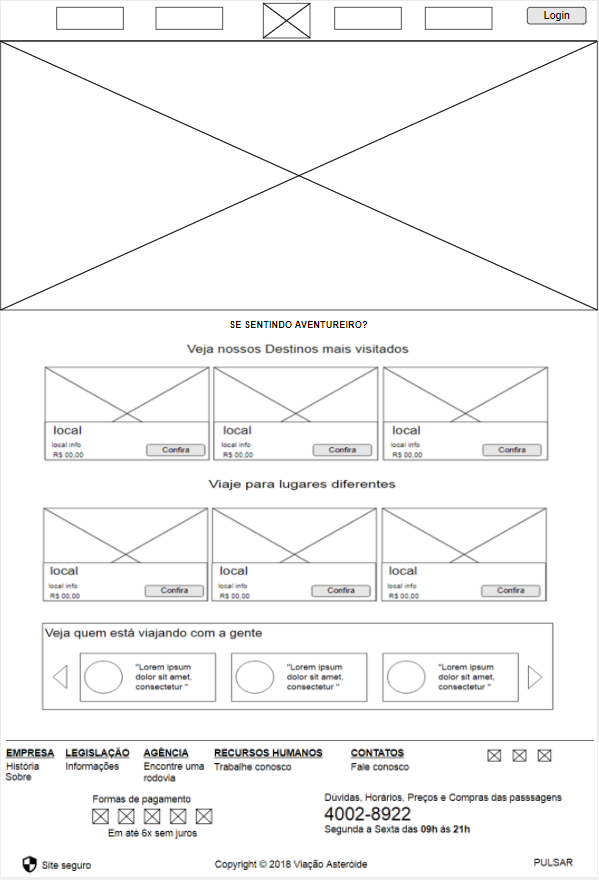 Login
SE SENTINDO AVENTUREIRO?
Veja nossos Destinos mais visitados
local
local info
R$ 00,00
Confira
local
local info
R$ 00,00
Confira
local
local info
R$ 00,00
Confira
Viaje para lugares diferentes
local
local info
R$ 00,00
Confira
local
local info
R$ 00,00
Confira
local
local info
R$ 00,00
Confira
Veja quem está viajando com a gente
"Lorem ipsum
dolor sit amet,
consectetur "
"Lorem ipsum
dolor sit amet,
consectetur "
"Lorem ipsum
dolor sit amet,
consectetur "
EMPRESA
História
Sobre
LEGISLAÇÃO
Informações
AGÊNCIA
Encontre uma
rodovia
RECURSOS HUMANOS
Trabalhe conosco
CONTATOS
Fale conosco
Formas de pagamento
Em até 6x sem juros
Dúvidas, Horários, Preços e Compras das passsagens
4002-8922
Segunda a Sexta das 09h às 21h
Site seguro
Copyright © 2018 Viação Asteróide
PULSAR